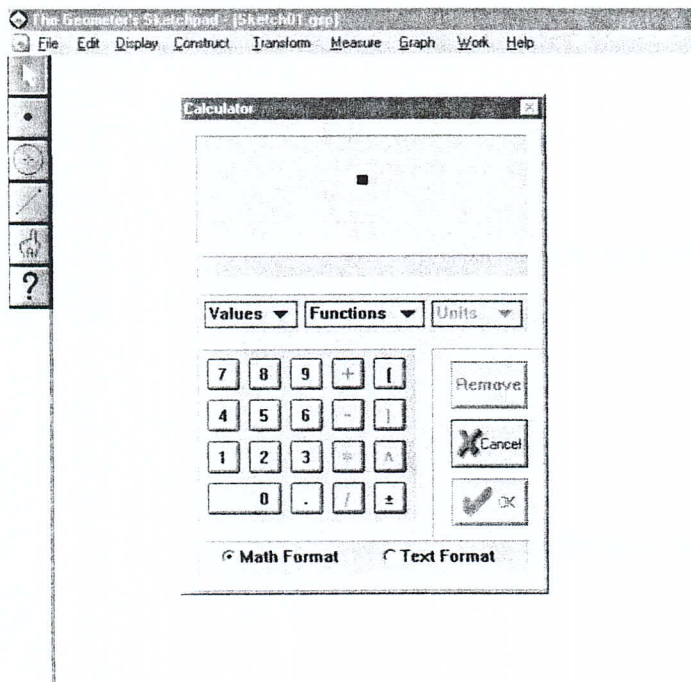 The Geometer's Sketchpad - [Sketch01.gsp]
File Edit Display Construct Transform Measure Graph Work Help
Calculator
Values Functions Units
7 8 9 + (
4 5 6 - )
1 2 3 * ^
0 . / ±
Remove
Cancel
OK
?
Math Format Text Format